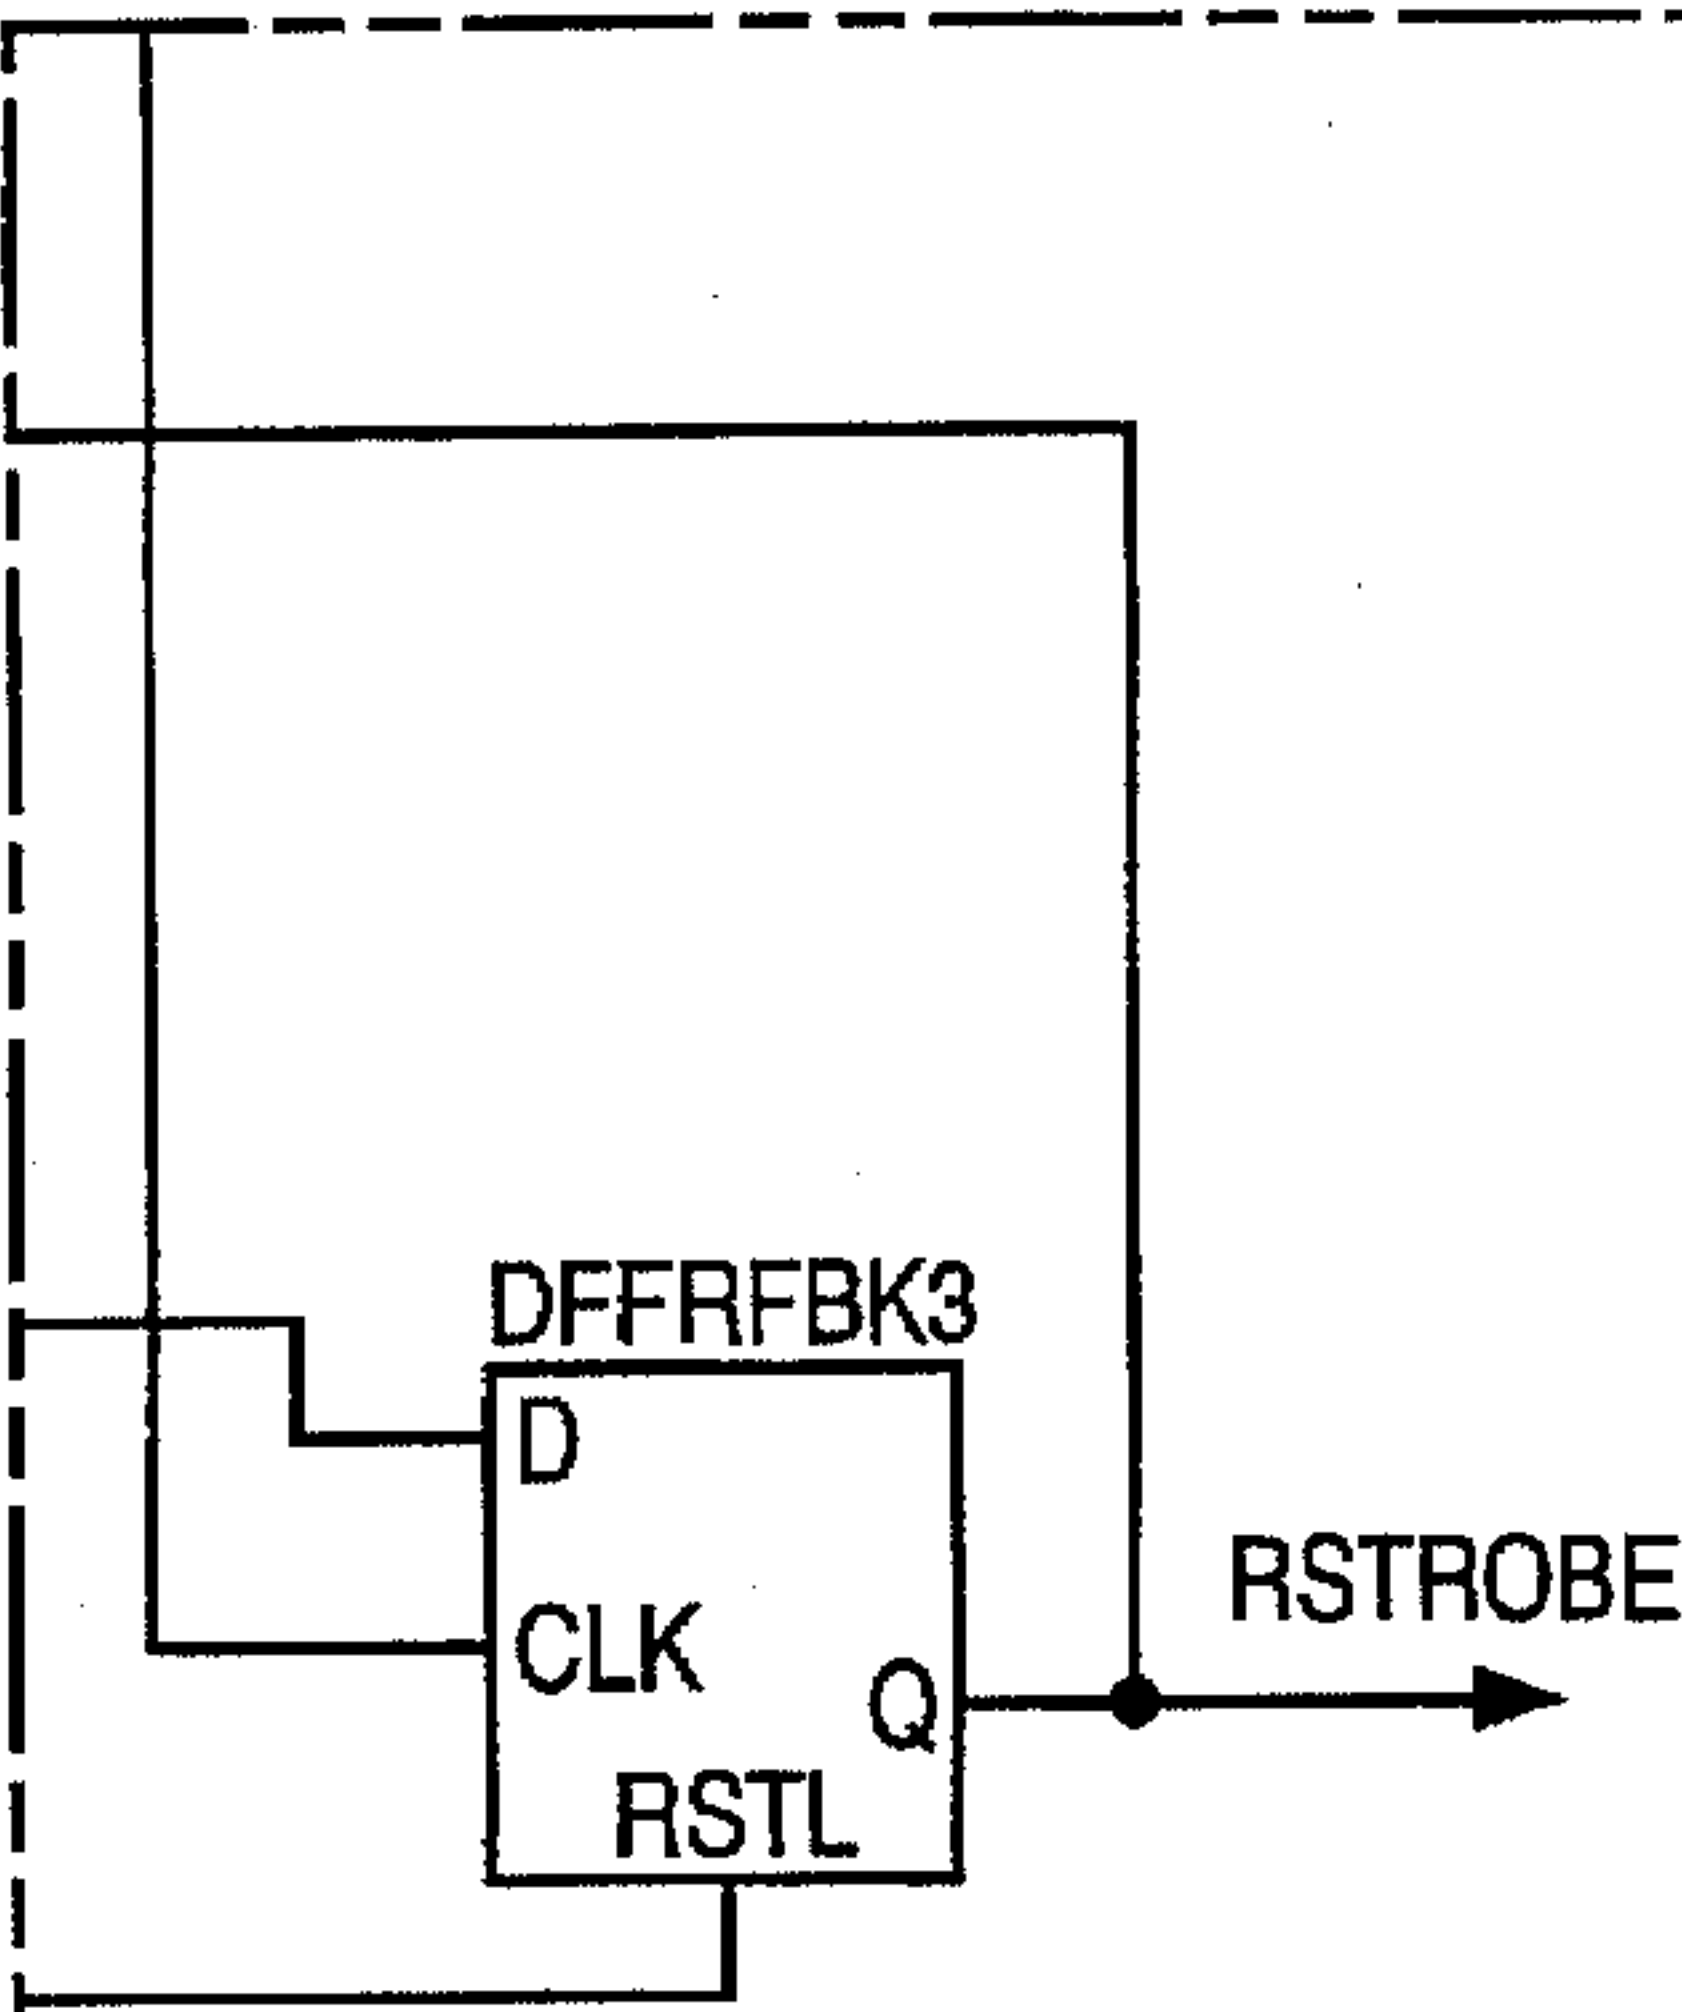 DFFRFBK3
D
CLK
RSTROBE
Q
RSTL